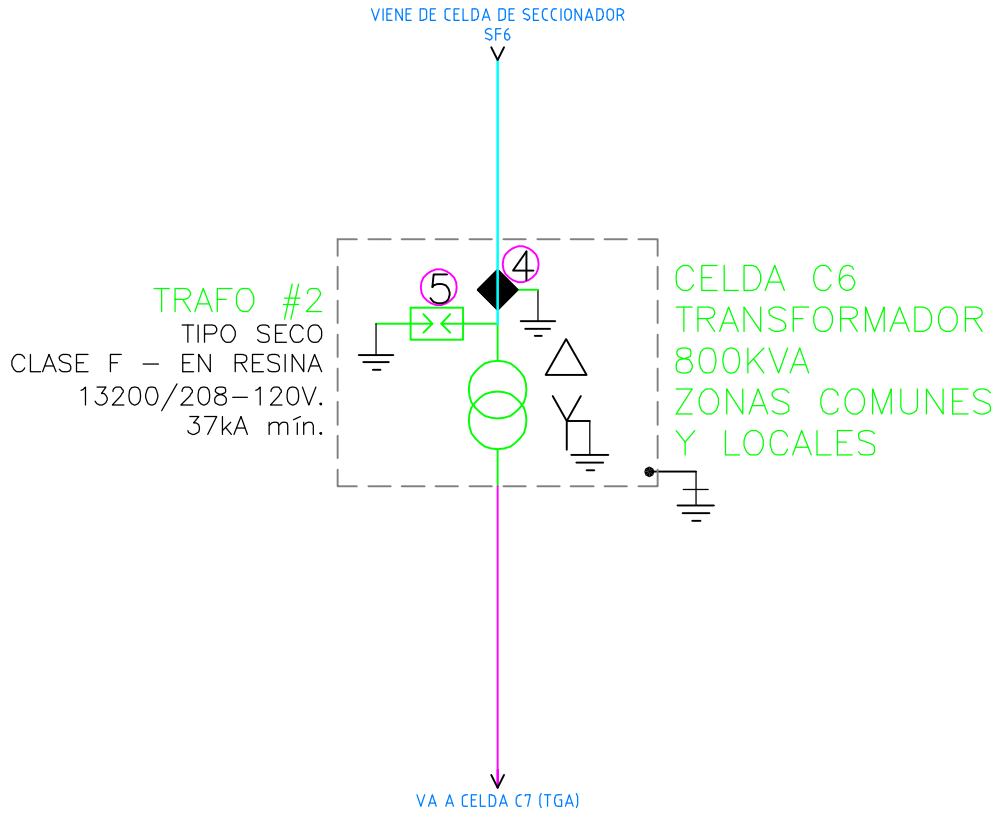 VIENE DE CELDA DE SECCIONADOR
SF6
4
5
TRAFO #2
TIPO SECO
CLASE F - EN RESINA
13200/208-120V.
37kA mín.
CELDA C6
TRANSFORMADOR
800KVA
ZONAS COMUNES
Y LOCALES
VA A CELDA C7 (TGA)